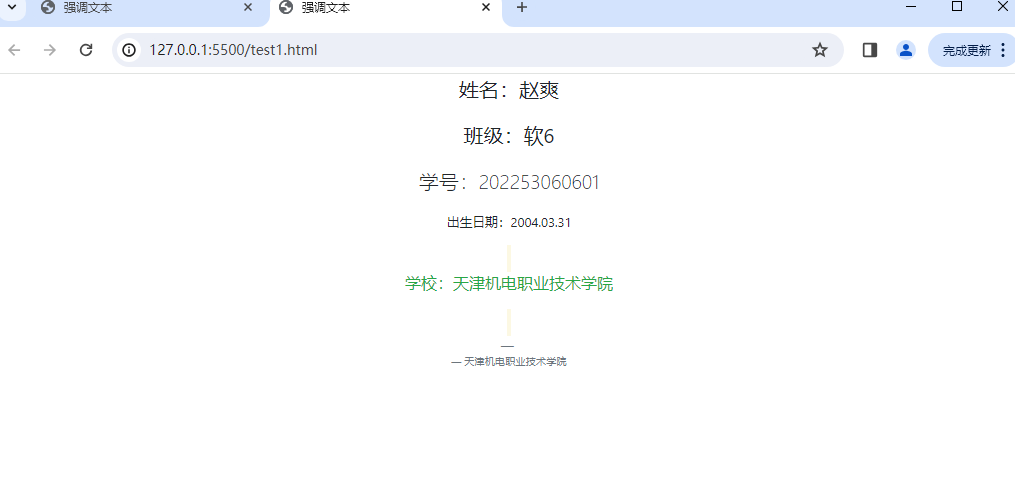 强调文本
强调文本
127.0.0.1:5500/test1.html
完成更新
姓名：赵爽
班级：软6
学号：202253060601
出生日期：2004.03.31
学校：天津机电职业技术学院
—
— 天津机电职业技术学院